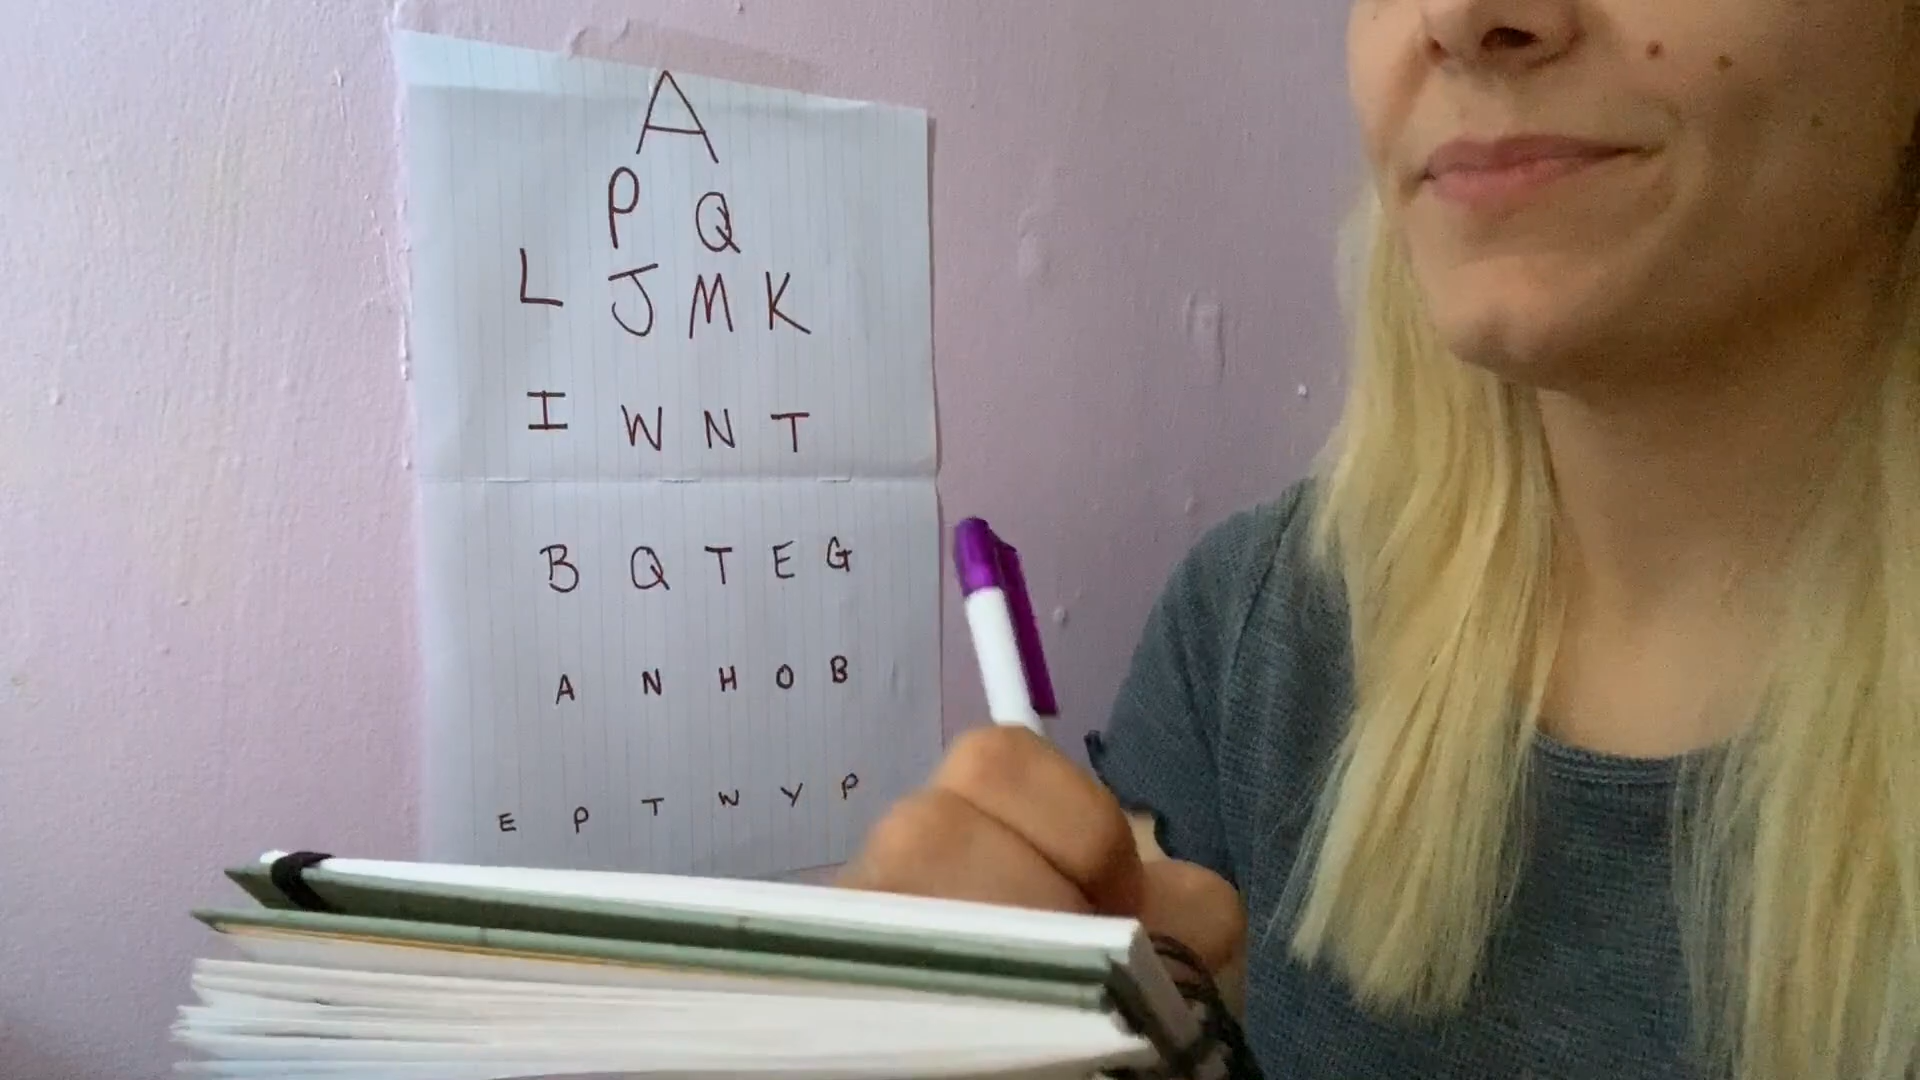 A
P Q
L J M K
I W N T
B Q T E G
A N H O B
E P T W Y P